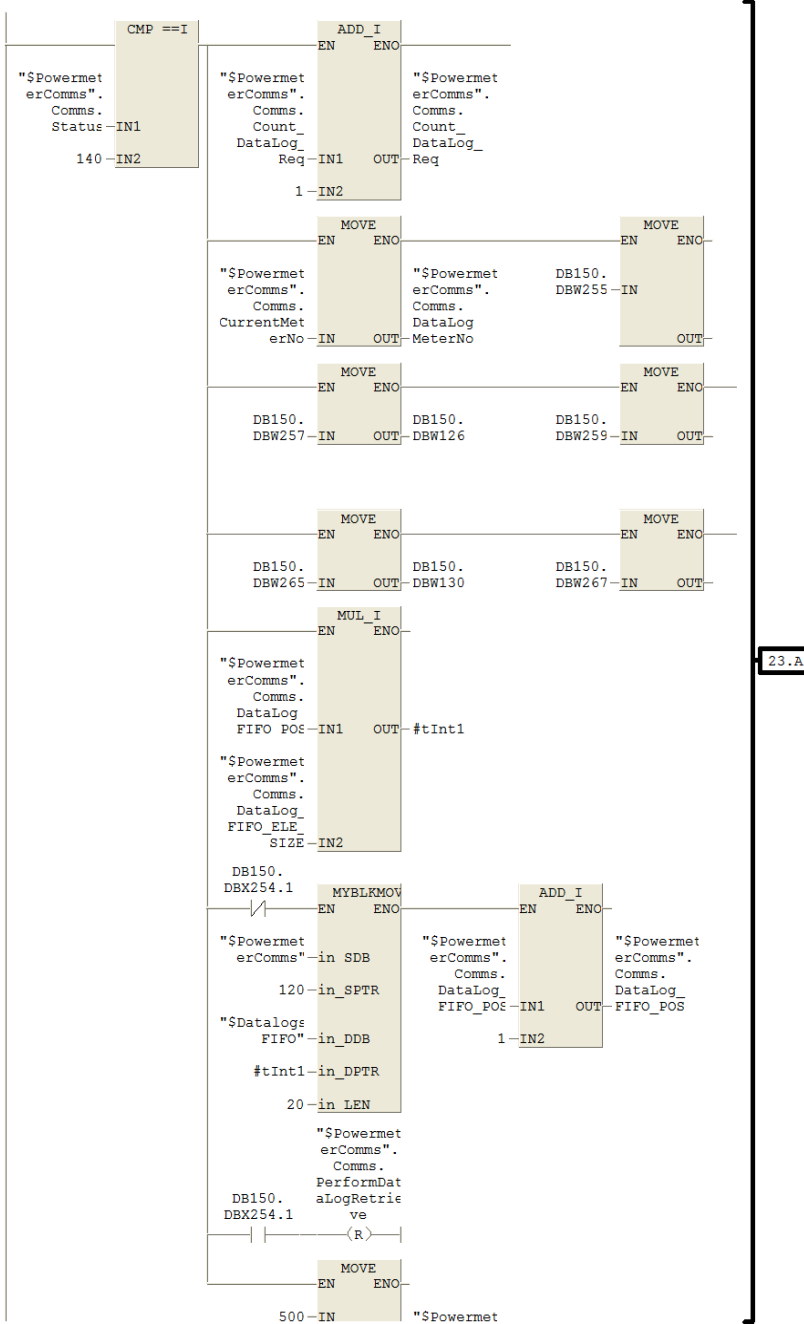 CMP ==I
ADD_I
EN ENO
"$Powermet
erComms".
Comms.
Status
IN1
140
IN2
"$Powermet
erComms".
Comms.
Count_
DataLog_
Req
IN1
OUT
"$Powermet
erComms".
Comms.
Count_
DataLog_
Req
1
IN2
MOVE
EN ENO
"$Powermet
erComms".
Comms.
CurrentMet
erNo
IN
OUT
"$Powermet
erComms".
Comms.
DataLog
MeterNo
MOVE
EN ENO
DB150.
DBW255
IN
OUT
MOVE
EN ENO
DB150.
DBW257
IN
OUT
DB150.
DBW126
MOVE
EN ENO
DB150.
DBW259
IN
OUT
MOVE
EN ENO
DB150.
DBW265
IN
OUT
DB150.
DBW130
MOVE
EN ENO
DB150.
DBW267
IN
OUT
23.A
MUL_I
EN ENO
"$Powermet
erComms".
Comms.
DataLog
FIFO POS
IN1
OUT
#tInt1
"$Powermet
erComms".
Comms.
DataLog_
FIFO_ELE_
SIZE
IN2
DB150.
DBX254.1
MYBLKMOV
EN ENO
"$Powermet
erComms"
in SDB
120
in_SPTR
"$Datalogs
FIFO"
in_DDB
#tInt1
in_DPTR
20
in LEN
ADD_I
EN ENO
"$Powermet
erComms".
Comms.
DataLog_
FIFO_POS
IN1
OUT
"$Powermet
erComms".
Comms.
DataLog_
FIFO_POS
1
IN2
"$Powermet
erComms".
Comms.
PerformDat
aLogRetrie
ve
DB150.
DBX254.1
(R)
MOVE
EN ENO
500
IN
"$Powermet